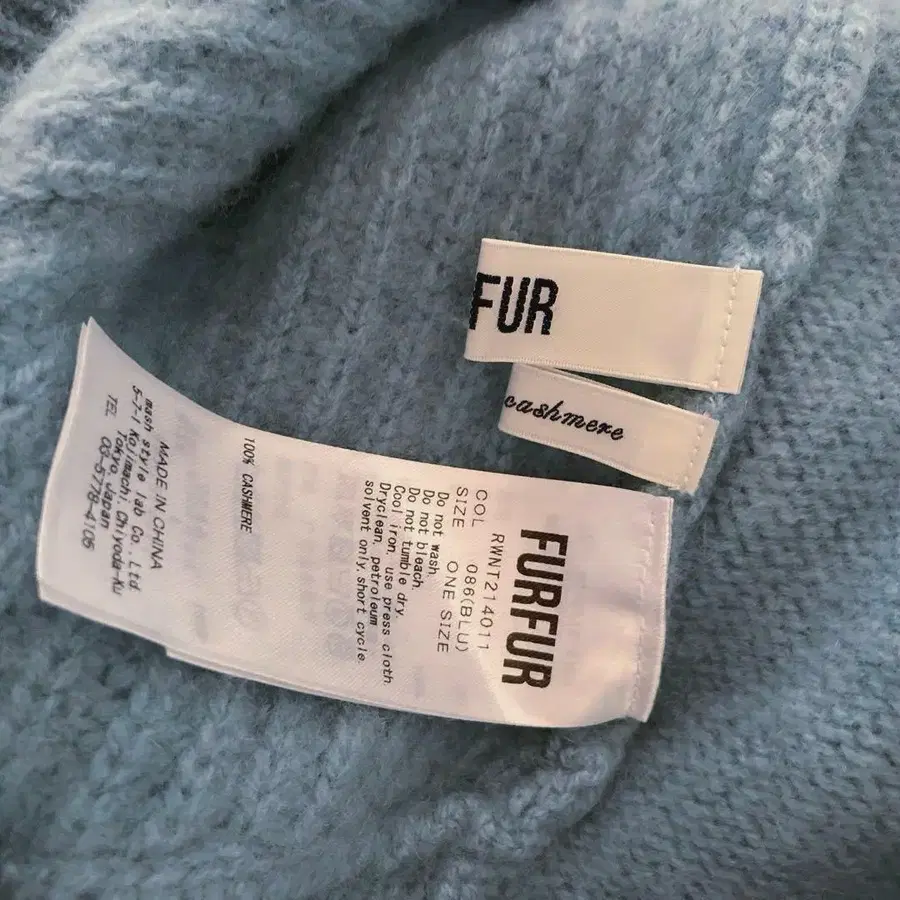 FUR
cashmere
FURFUR
RWNT214011
COL 086(BLU)
SIZE ONE SIZE
Do not wash.
Do not bleach.
Do not tumble dry.
Cool iron, use press cloth.
Dryclean, petroleum
solvent only, short cycle.
100% CASHMERE
MADE IN CHINA
mash style lab Co.,Ltd
5-7-1 Kojimachi,Chiyoda-Ku
Tokyo,Japan
TEL 03-5778-4105